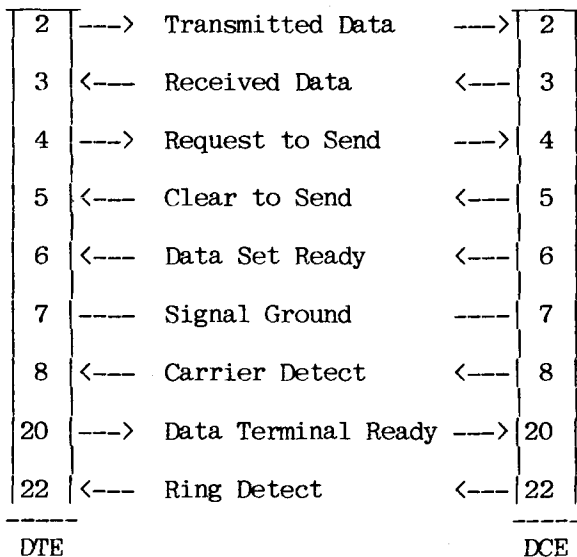 2 ---> Transmitted Data ---> 2
3 <--- Received Data <--- 3
4 ---> Request to Send ---> 4
5 <--- Clear to Send <--- 5
6 <--- Data Set Ready <--- 6
7 ---- Signal Ground ---- 7
8 <--- Carrier Detect <--- 8
20 ---> Data Terminal Ready ---> 20
22 <--- Ring Detect <--- 22
DTE DCE